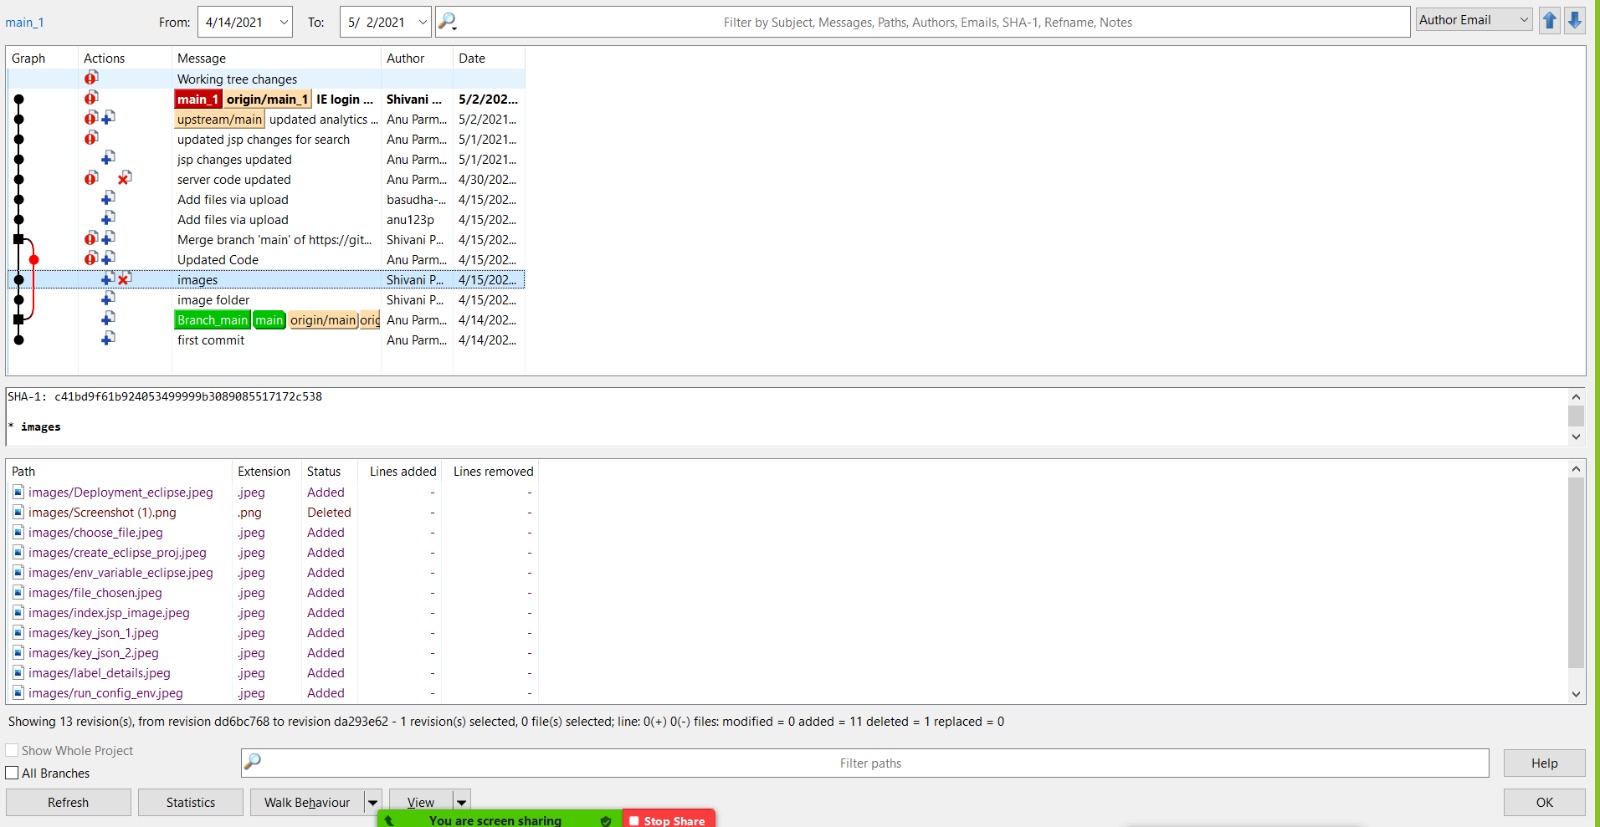 main_1 From: 4/14/2021 To: 5/ 2/2021 Filter by Subject, Messages, Paths, Authors, Emails, SHA-1, Refname, Notes Author Email
Graph Actions Message Author Date
Working tree changes
main_1 origin/main_1 IE login ... Shivani ... 5/2/202...
upstream/main updated analytics ... Anu Parm... 5/2/2021...
updated jsp changes for search Anu Parm... 5/1/2021...
jsp changes updated Anu Parm... 5/1/2021...
server code updated Anu Parm... 4/30/202...
Add files via upload basudha-... 4/15/202...
Add files via upload anu123p 4/15/202...
Merge branch 'main' of https://git... Shivani P... 4/15/202...
Updated Code Anu Parm... 4/15/202...
images Shivani P... 4/15/202...
image folder Shivani P... 4/15/202...
Branch_main main origin/main orig Anu Parm... 4/14/202...
first commit Anu Parm... 4/14/202...
SHA-1: c41bd9f61b924053499999b3089085517172c538
* images
Path Extension Status Lines added Lines removed
images/Deployment_eclipse.jpeg .jpeg Added - -
images/Screenshot (1).png .png Deleted - -
images/choose_file.jpeg .jpeg Added - -
images/create_eclipse_proj.jpeg .jpeg Added - -
images/env_variable_eclipse.jpeg .jpeg Added - -
images/file_chosen.jpeg .jpeg Added - -
images/index.jsp_image.jpeg .jpeg Added - -
images/key_json_1.jpeg .jpeg Added - -
images/key_json_2.jpeg .jpeg Added - -
images/label_details.jpeg .jpeg Added - -
images/run_config_env.jpeg .jpeg Added - -
Showing 13 revision(s), from revision dd6bc768 to revision da293e62 - 1 revision(s) selected, 0 file(s) selected; line: 0(+) 0(-) files: modified = 0 added = 11 deleted = 1 replaced = 0
Show Whole Project
All Branches
Filter paths
Help
Refresh Statistics Walk Behaviour View OK
You are screen sharing Stop Share